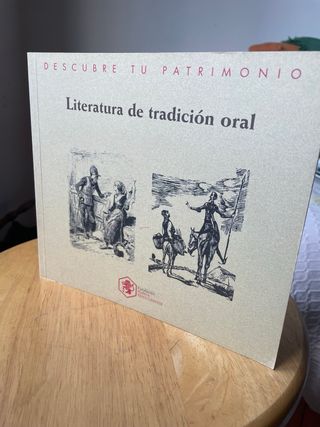 DESCUBRE TU PATRIMONIO
Literatura de tradición oral